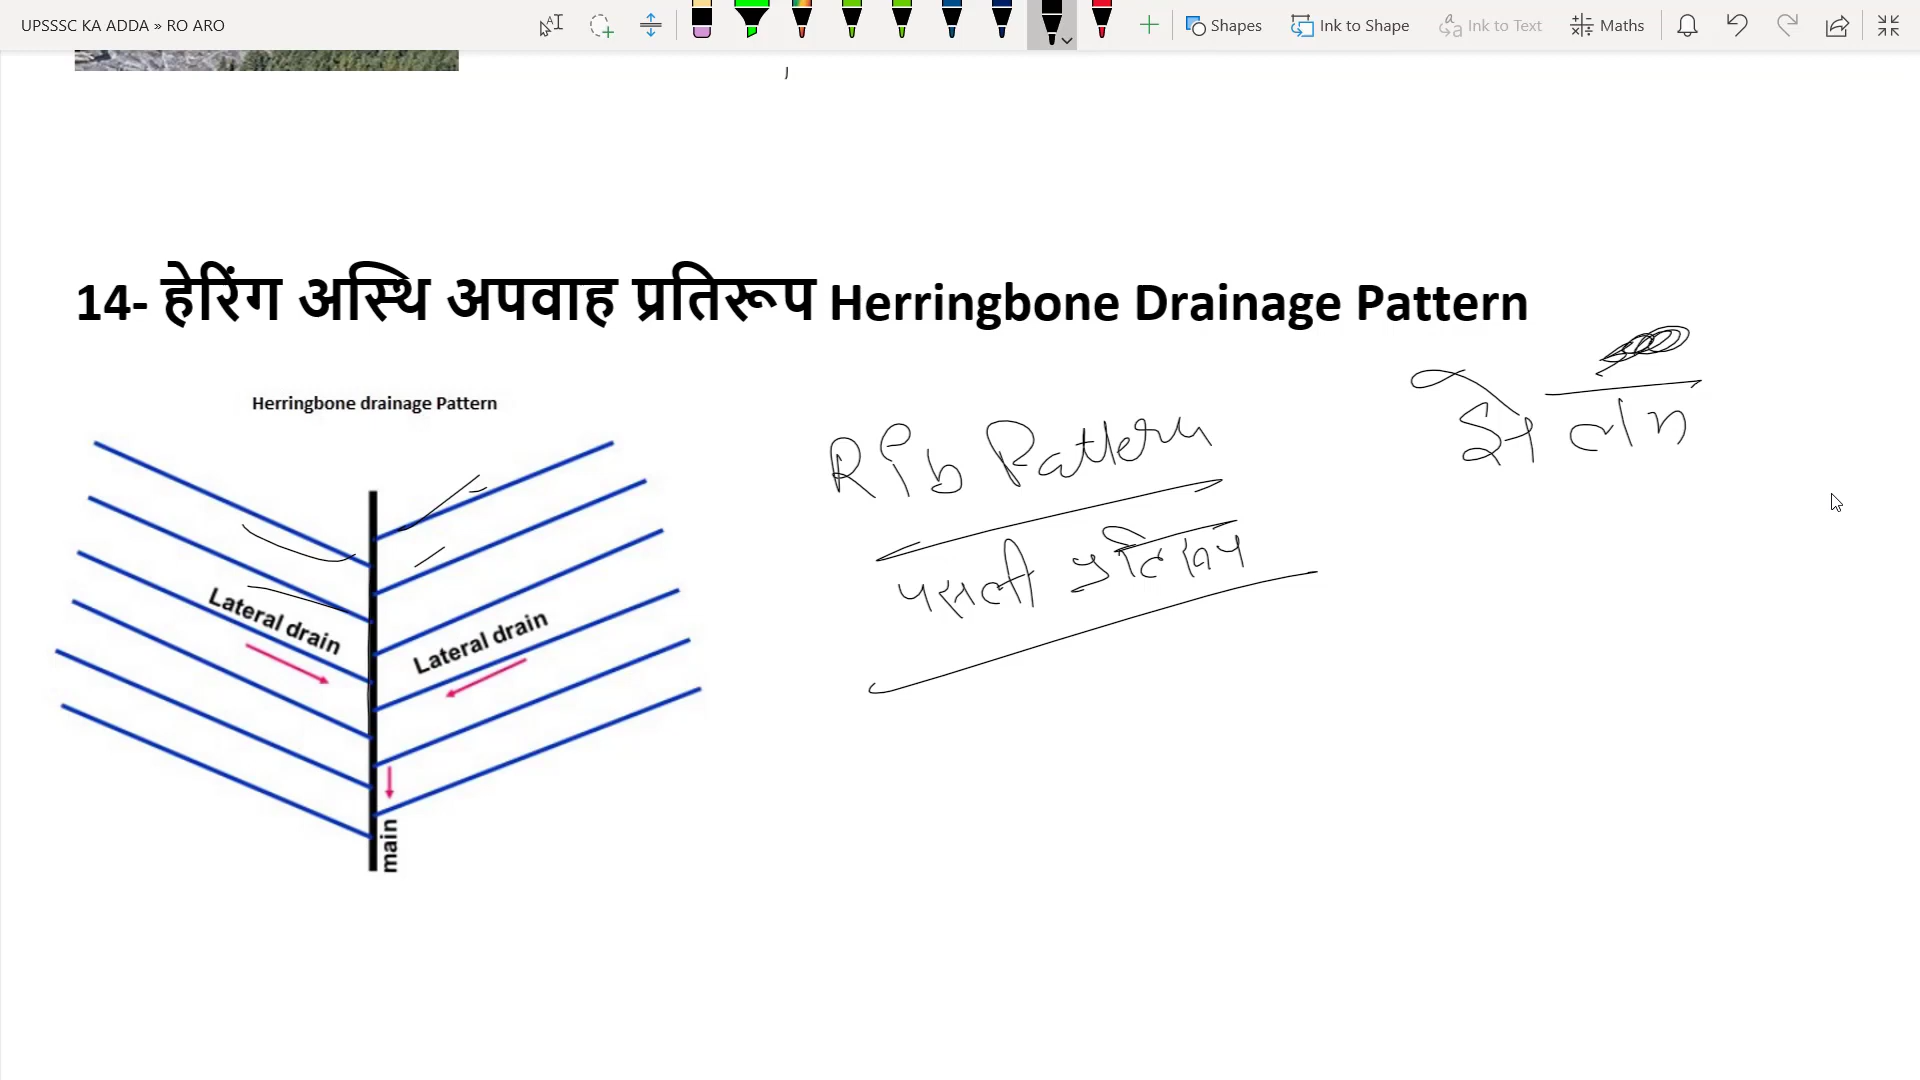 UPSSSC KA ADDA » RO ARO
Shapes
Ink to Shape
Ink to Text
Maths
14- हेरिंग अस्थि अपवाह प्रतिरूप Herringbone Drainage Pattern
Herringbone drainage Pattern
Lateral drain
Lateral drain
main
Rib Pattern
पसली प्रतिरूप
झेलम